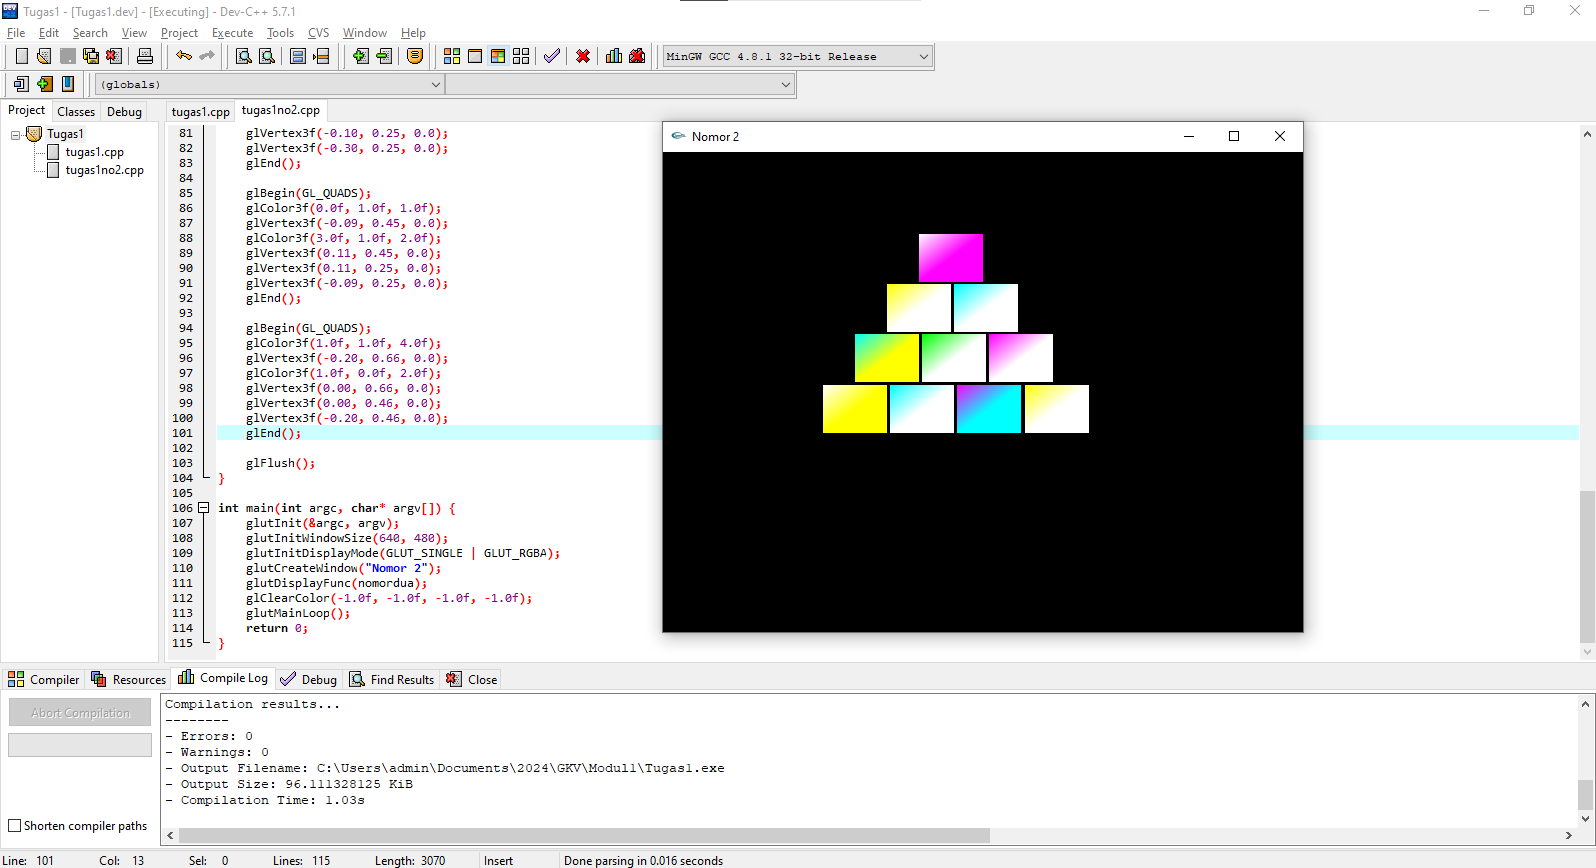 Tugas1 - [Tugas1.dev] - [Executing] - Dev-C++ 5.7.1
File Edit Search View Project Execute Tools CVS Window Help
MinGW GCC 4.8.1 32-bit Release
(globals)
Project Classes Debug
tugas1.cpp tugas1no2.cpp
Tugas1
tugas1.cpp
tugas1no2.cpp
81 glVertex3f(-0.10, 0.25, 0.0);
82 glVertex3f(-0.30, 0.25, 0.0);
83 glEnd();
84
85 glBegin(GL_QUADS);
86 glColor3f(0.0f, 1.0f, 1.0f);
87 glVertex3f(-0.09, 0.45, 0.0);
88 glColor3f(3.0f, 1.0f, 2.0f);
89 glVertex3f(0.11, 0.45, 0.0);
90 glVertex3f(0.11, 0.25, 0.0);
91 glVertex3f(-0.09, 0.25, 0.0);
92 glEnd();
93
94 glBegin(GL_QUADS);
95 glColor3f(1.0f, 1.0f, 4.0f);
96 glVertex3f(-0.20, 0.66, 0.0);
97 glColor3f(1.0f, 0.0f, 2.0f);
98 glVertex3f(0.00, 0.66, 0.0);
99 glVertex3f(0.00, 0.46, 0.0);
100 glVertex3f(-0.20, 0.46, 0.0);
101 glEnd();
102
103 glFlush();
104 }
105
106 int main(int argc, char* argv[]) {
107 glutInit(&argc, argv);
108 glutInitWindowSize(640, 480);
109 glutInitDisplayMode(GLUT_SINGLE | GLUT_RGBA);
110 glutCreateWindow("Nomor 2");
111 glutDisplayFunc(nomordua);
112 glClearColor(-1.0f, -1.0f, -1.0f, -1.0f);
113 glutMainLoop();
114 return 0;
115 }
Nomor 2
Compiler Resources Compile Log Debug Find Results Close
Abort Compilation
Shorten compiler paths
Compilation results...
--------
- Errors: 0
- Warnings: 0
- Output Filename: C:\Users\admin\Documents\2024\GKV\Modul1\Tugas1.exe
- Output Size: 96.111328125 KiB
- Compilation Time: 1.03s
Line: 101 Col: 13 Sel: 0 Lines: 115 Length: 3070 Insert Done parsing in 0.016 seconds